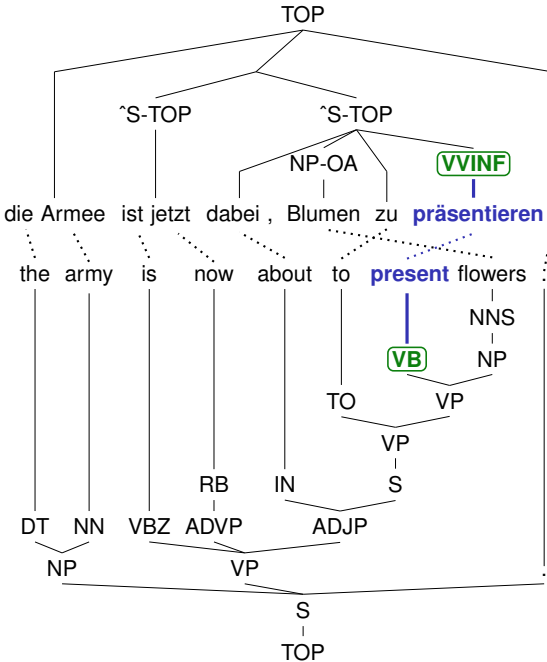 TOP
ˆS-TOP ˆS-TOP
NP-OA VVINF
die Armee ist jetzt dabei , Blumen zu präsentieren
the army is now about to present flowers .
NNS
VB NP
TO VP
VP
RB IN S
DT NN VBZ ADVP ADJP
NP VP .
S
TOP